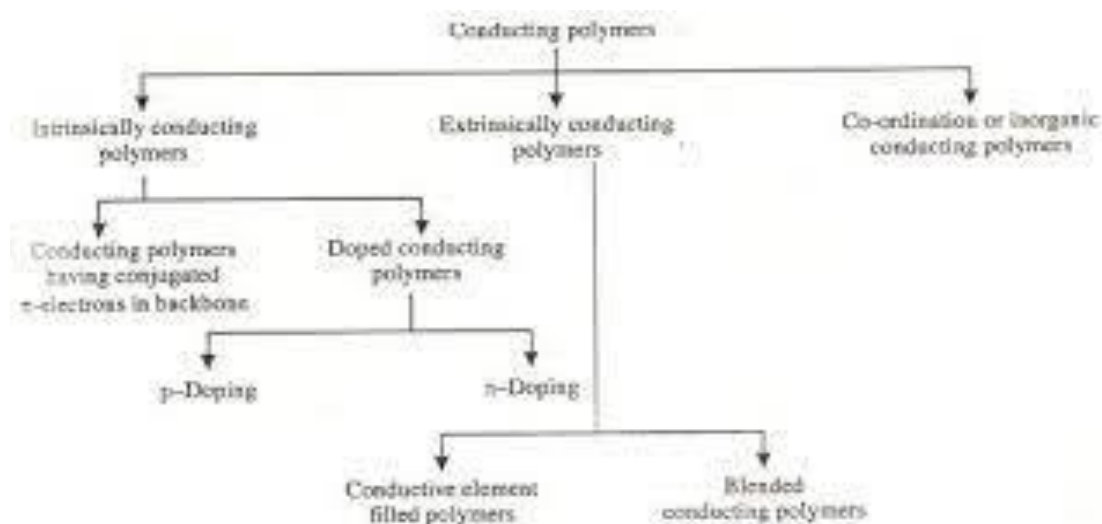 Conducting polymers
Intrinsically conducting
polymers
Extrinsically conducting
polymers
Co-ordination or inorganic
conducting polymers
Conducting polymers
having conjugated
π-electrons in backbone
Doped conducting
polymers
p–Doping
n–Doping
Conductive element
filled polymers
Blended
conducting polymers